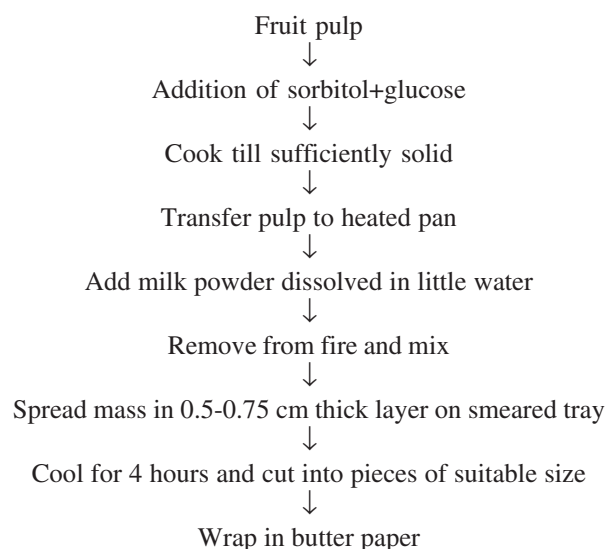 Fruit pulp
↓
Addition of sorbitol+glucose
↓
Cook till sufficiently solid
↓
Transfer pulp to heated pan
↓
Add milk powder dissolved in little water
↓
Remove from fire and mix
↓
Spread mass in 0.5-0.75 cm thick layer on smeared tray
↓
Cool for 4 hours and cut into pieces of suitable size
↓
Wrap in butter paper